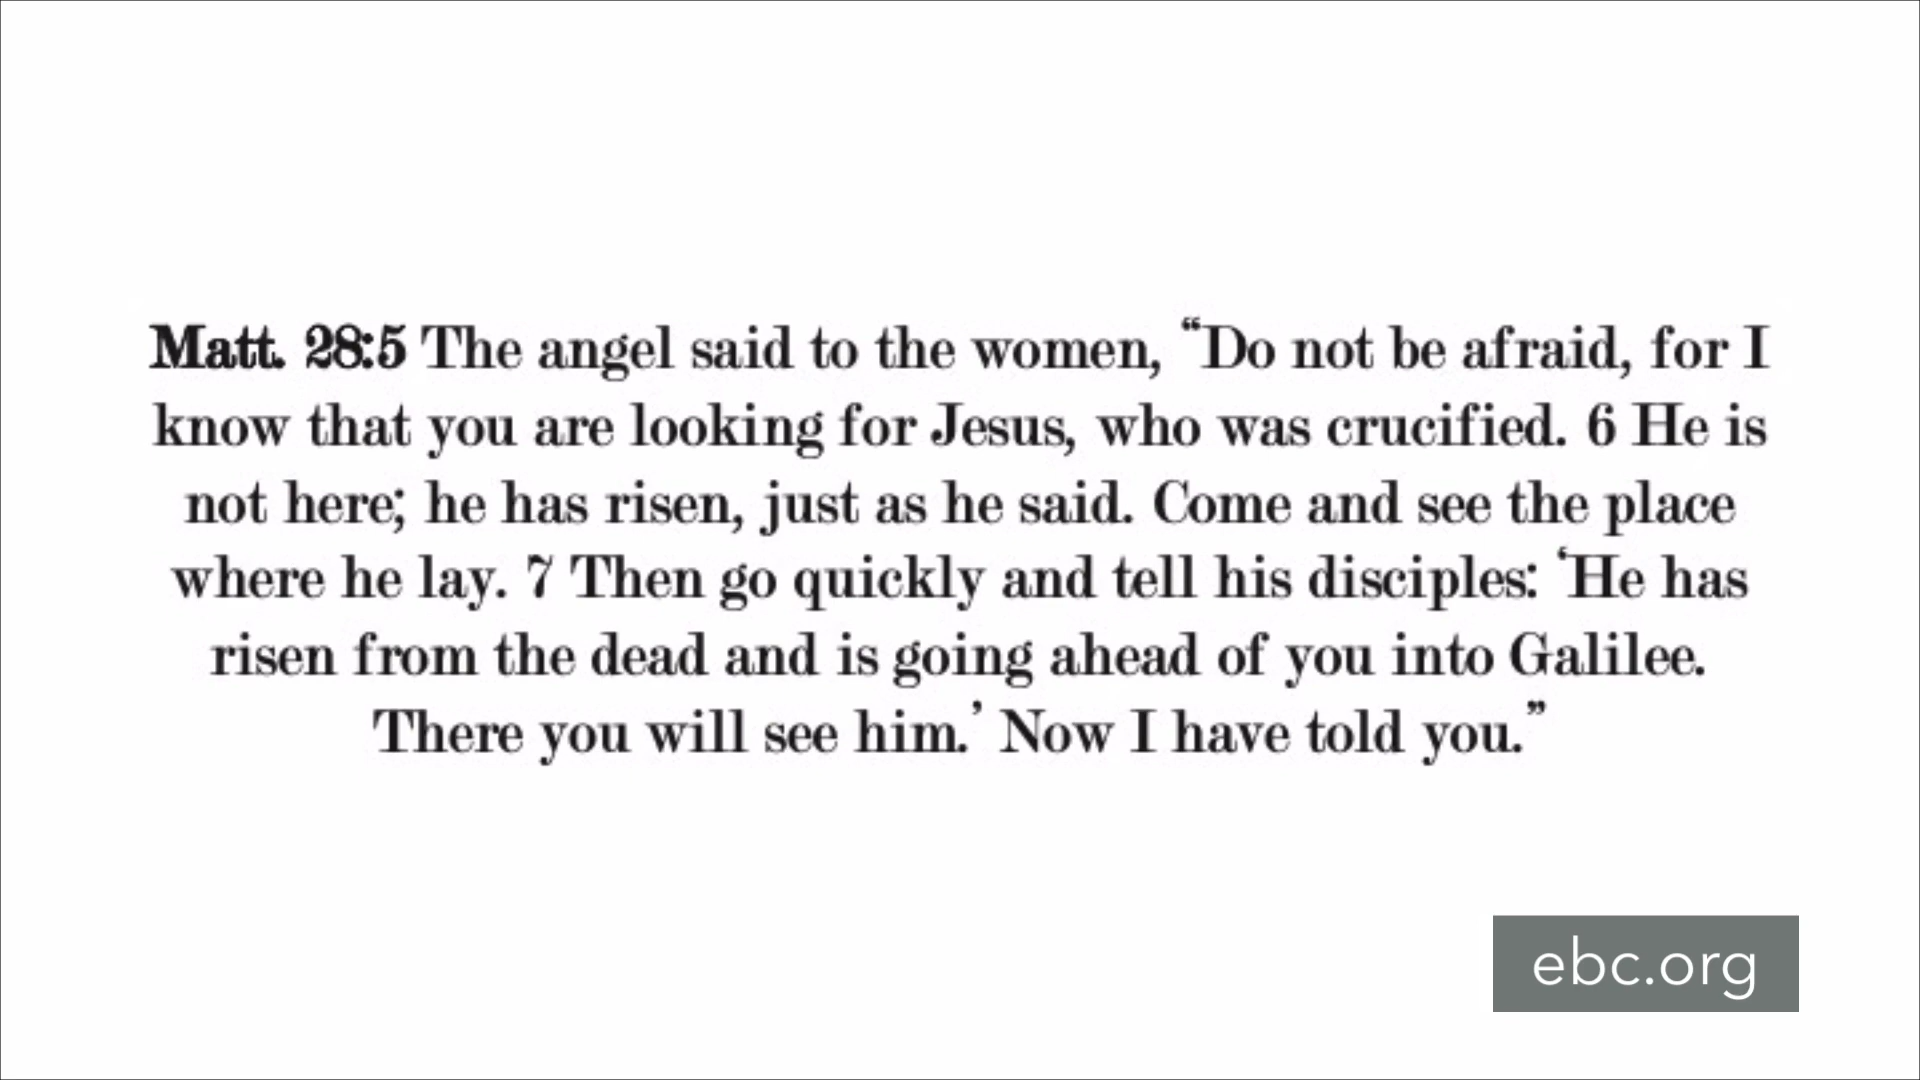 Matt. 28:5 The angel said to the women, “Do not be afraid, for I
know that you are looking for Jesus, who was crucified. 6 He is
not here; he has risen, just as he said. Come and see the place
where he lay. 7 Then go quickly and tell his disciples: ‘He has
risen from the dead and is going ahead of you into Galilee.
There you will see him.’ Now I have told you.”
ebc.org